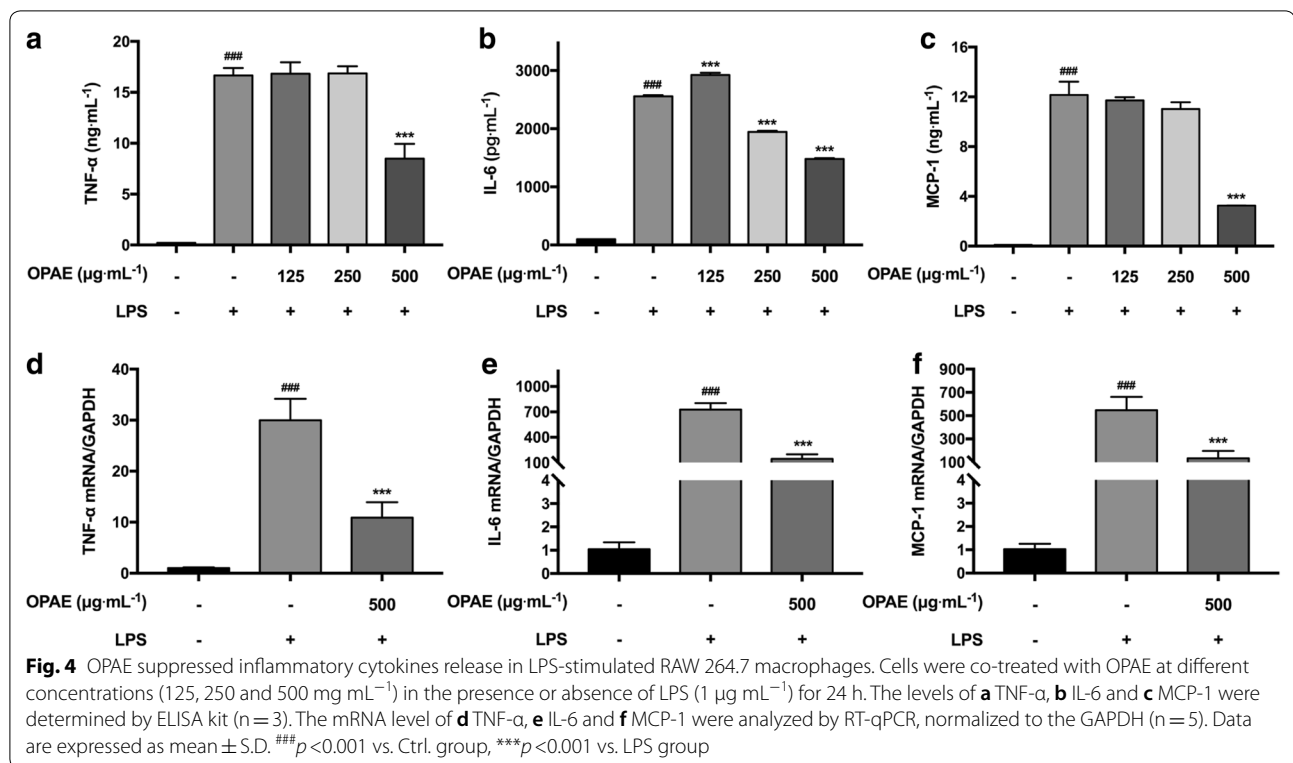 a
TNF-α (ng·mL⁻¹)
20
15
10
5
0
###
***
OPAE (µg·mL⁻¹) - - 125 250 500
LPS - + + + +
b
IL-6 (pg·mL⁻¹)
3000
2000
1000
0
###
***
***
***
OPAE (µg·mL⁻¹) - - 125 250 500
LPS - + + + +
c
MCP-1 (ng·mL⁻¹)
16
12
8
4
0
###
***
OPAE (µg·mL⁻¹) - - 125 250 500
LPS - + + + +
d
TNF-α mRNA/GAPDH
40
30
20
10
0
###
***
OPAE (µg·mL⁻¹) - - 500
LPS - + +
e
IL-6 mRNA/GAPDH
1000
700
400
100
4
3
2
1
0
###
***
OPAE (µg·mL⁻¹) - - 500
LPS - + +
f
MCP-1 mRNA/GAPDH
900
700
500
300
100
4
3
2
1
0
###
***
OPAE (µg·mL⁻¹) - - 500
LPS - + +
Fig. 4 OPAE suppressed inflammatory cytokines release in LPS-stimulated RAW 264.7 macrophages. Cells were co-treated with OPAE at different
concentrations (125, 250 and 500 mg mL⁻¹) in the presence or absence of LPS (1 µg mL⁻¹) for 24 h. The levels of a TNF-α, b IL-6 and c MCP-1 were
determined by ELISA kit (n = 3). The mRNA level of d TNF-α, e IL-6 and f MCP-1 were analyzed by RT-qPCR, normalized to the GAPDH (n = 5). Data
are expressed as mean ± S.D. ###p < 0.001 vs. Ctrl. group, ***p < 0.001 vs. LPS group